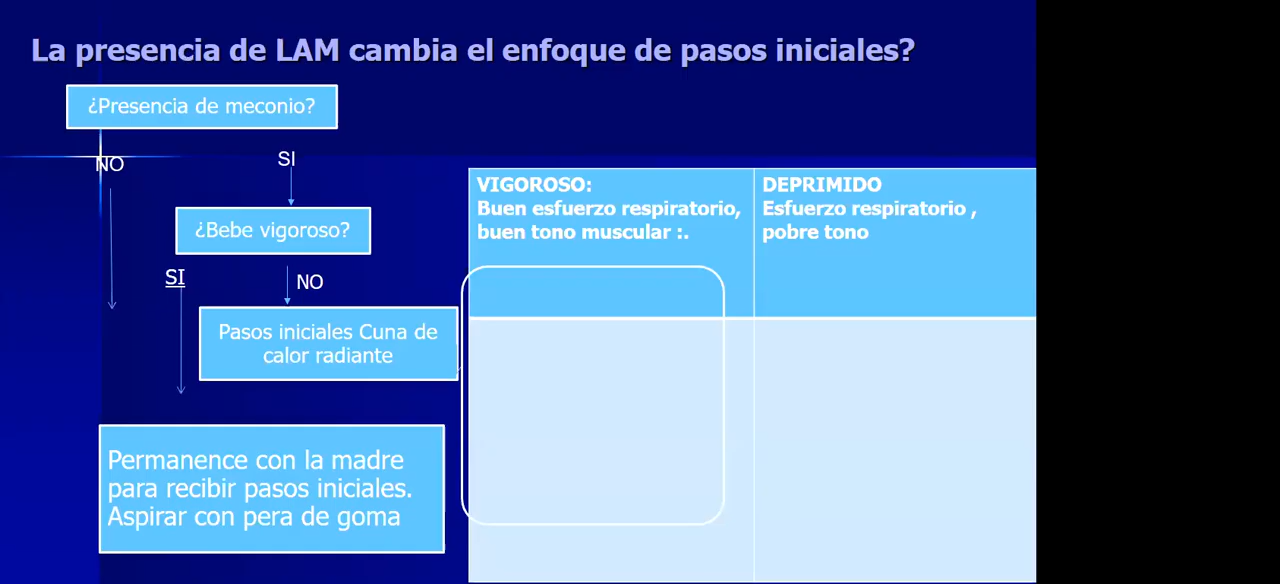 La presencia de LAM cambia el enfoque de pasos iniciales?
¿Presencia de meconio?
NO
SI
¿Bebe vigoroso?
SI
NO
Pasos iniciales Cuna de
calor radiante
Permanence con la madre
para recibir pasos iniciales.
Aspirar con pera de goma
VIGOROSO:
Buen esfuerzo respiratorio,
buen tono muscular :.
DEPRIMIDO
Esfuerzo respiratorio ,
pobre tono